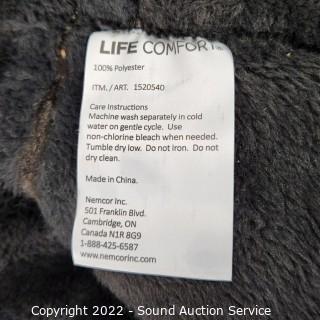 LIFE COMFORT
100% Polyester
ITM. / ART. 1520540
Care Instructions
Machine wash separately in cold
water on gentle cycle. Use
non-chlorine bleach when needed.
Tumble dry low. Do not iron. Do not
dry clean.
Made in China.
Nemcor Inc.
501 Franklin Blvd.
Cambridge, ON
Canada N1R 8G9
1-888-425-6587
www.nemcorinc.com
Copyright 2022 - Sound Auction Service